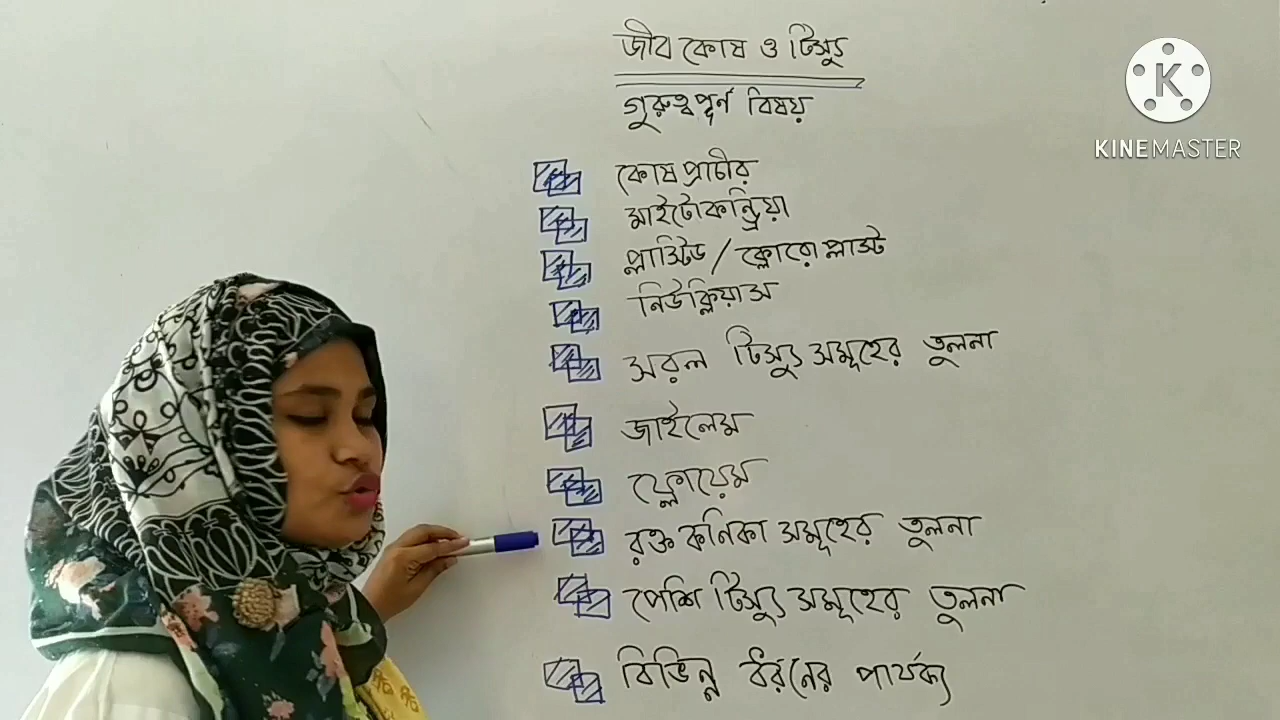 জীব কোষ ও টিস্যু
গুরুত্বপূর্ণ বিষয়
কোষ প্রাচীর
মাইটোকন্ড্রিয়া
প্লাস্টিড / ক্লোরোপ্লাস্ট
নিউক্লিয়াস
সরল টিস্যু সমূহের তুলনা
জাইলেম
ফ্লোয়েম
রক্ত কনিকা সমূহের তুলনা
পেশি টিস্যু সমূহের তুলনা
বিভিন্ন ধরনের পার্থক্য
K
KINEMASTER